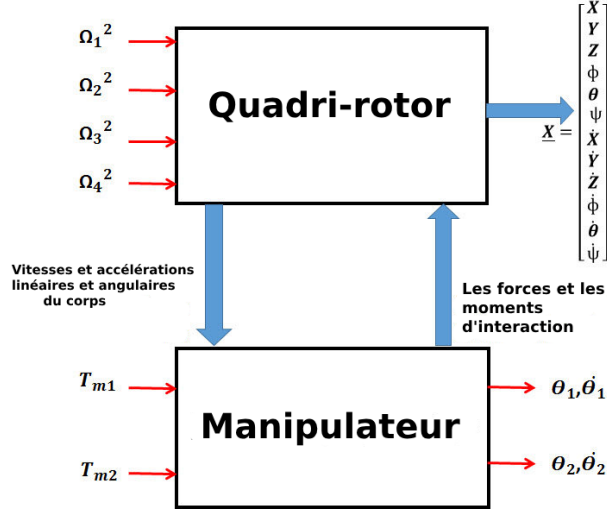 Ω₁²
Ω₂²
Ω₃²
Ω₄²
Quadri-rotor
X =
X
Y
Z
ϕ
θ
ψ
Ẋ
Ẏ
Ż
ϕ̇
θ̇
ψ̇
Vitesses et accélérations
linéaires et angulaires
du corps
Les forces et les
moments
d'interaction
Tₘ₁
Tₘ₂
Manipulateur
θ₁,θ̇₁
θ₂,θ̇₂